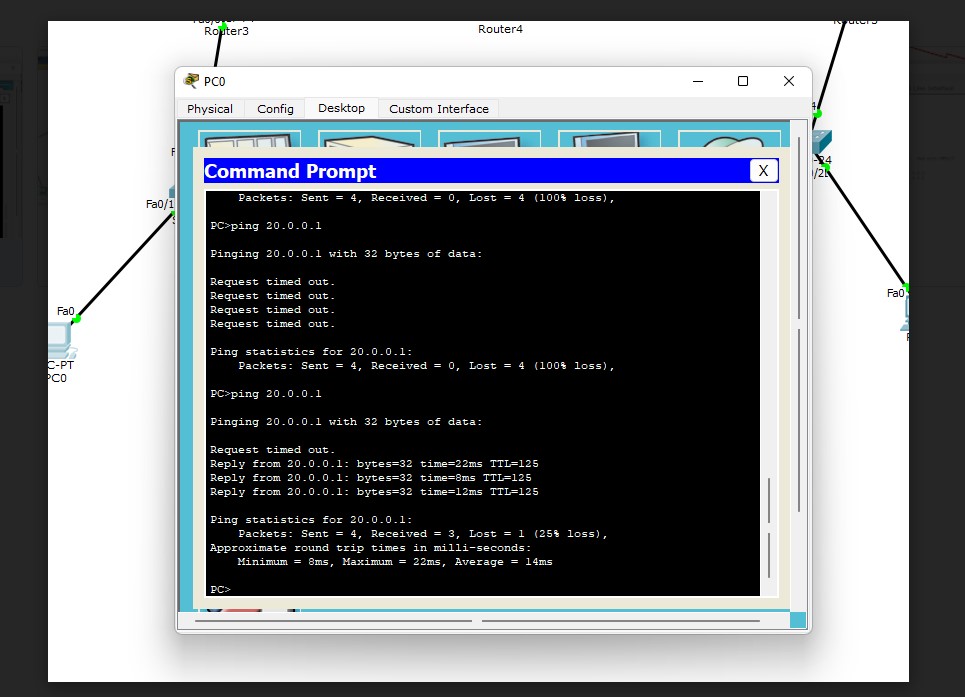 Router3
Router4
PC0
Physical
Config
Desktop
Custom Interface
Command Prompt
X
Packets: Sent = 4, Received = 0, Lost = 4 (100% loss),
PC>ping 20.0.0.1
Pinging 20.0.0.1 with 32 bytes of data:
Request timed out.
Request timed out.
Request timed out.
Request timed out.
Ping statistics for 20.0.0.1:
Packets: Sent = 4, Received = 0, Lost = 4 (100% loss),
PC>ping 20.0.0.1
Pinging 20.0.0.1 with 32 bytes of data:
Request timed out.
Reply from 20.0.0.1: bytes=32 time=22ms TTL=125
Reply from 20.0.0.1: bytes=32 time=8ms TTL=125
Reply from 20.0.0.1: bytes=32 time=12ms TTL=125
Ping statistics for 20.0.0.1:
Packets: Sent = 4, Received = 3, Lost = 1 (25% loss),
Approximate round trip times in milli-seconds:
Minimum = 8ms, Maximum = 22ms, Average = 14ms
PC>
Fa0/1
Fa0
C-PT
PC0
-24
Fa0